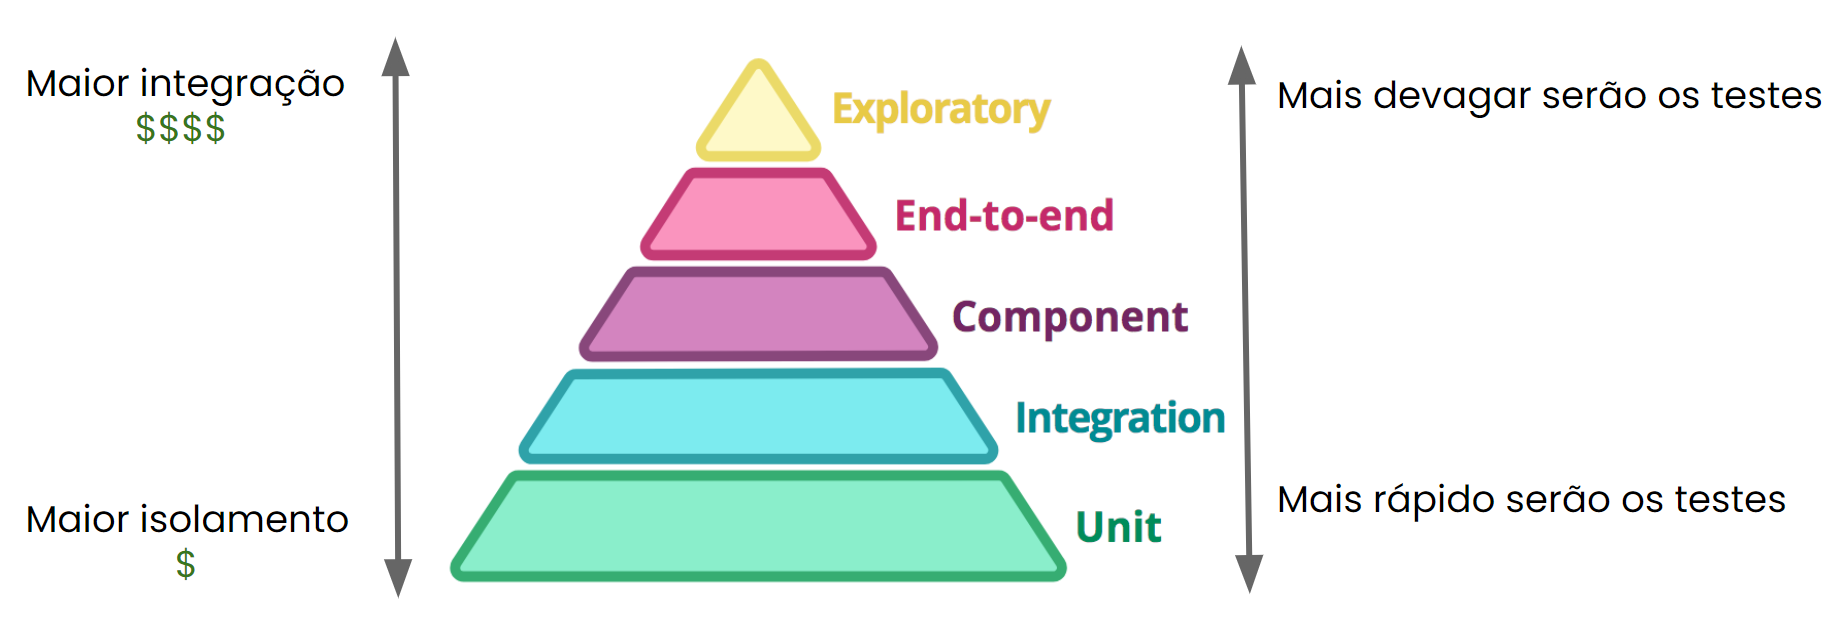 Maior integração
$$$$
Exploratory
Mais devagar serão os testes
End-to-end
Component
Integration
Maior isolamento
$
Unit
Mais rápido serão os testes